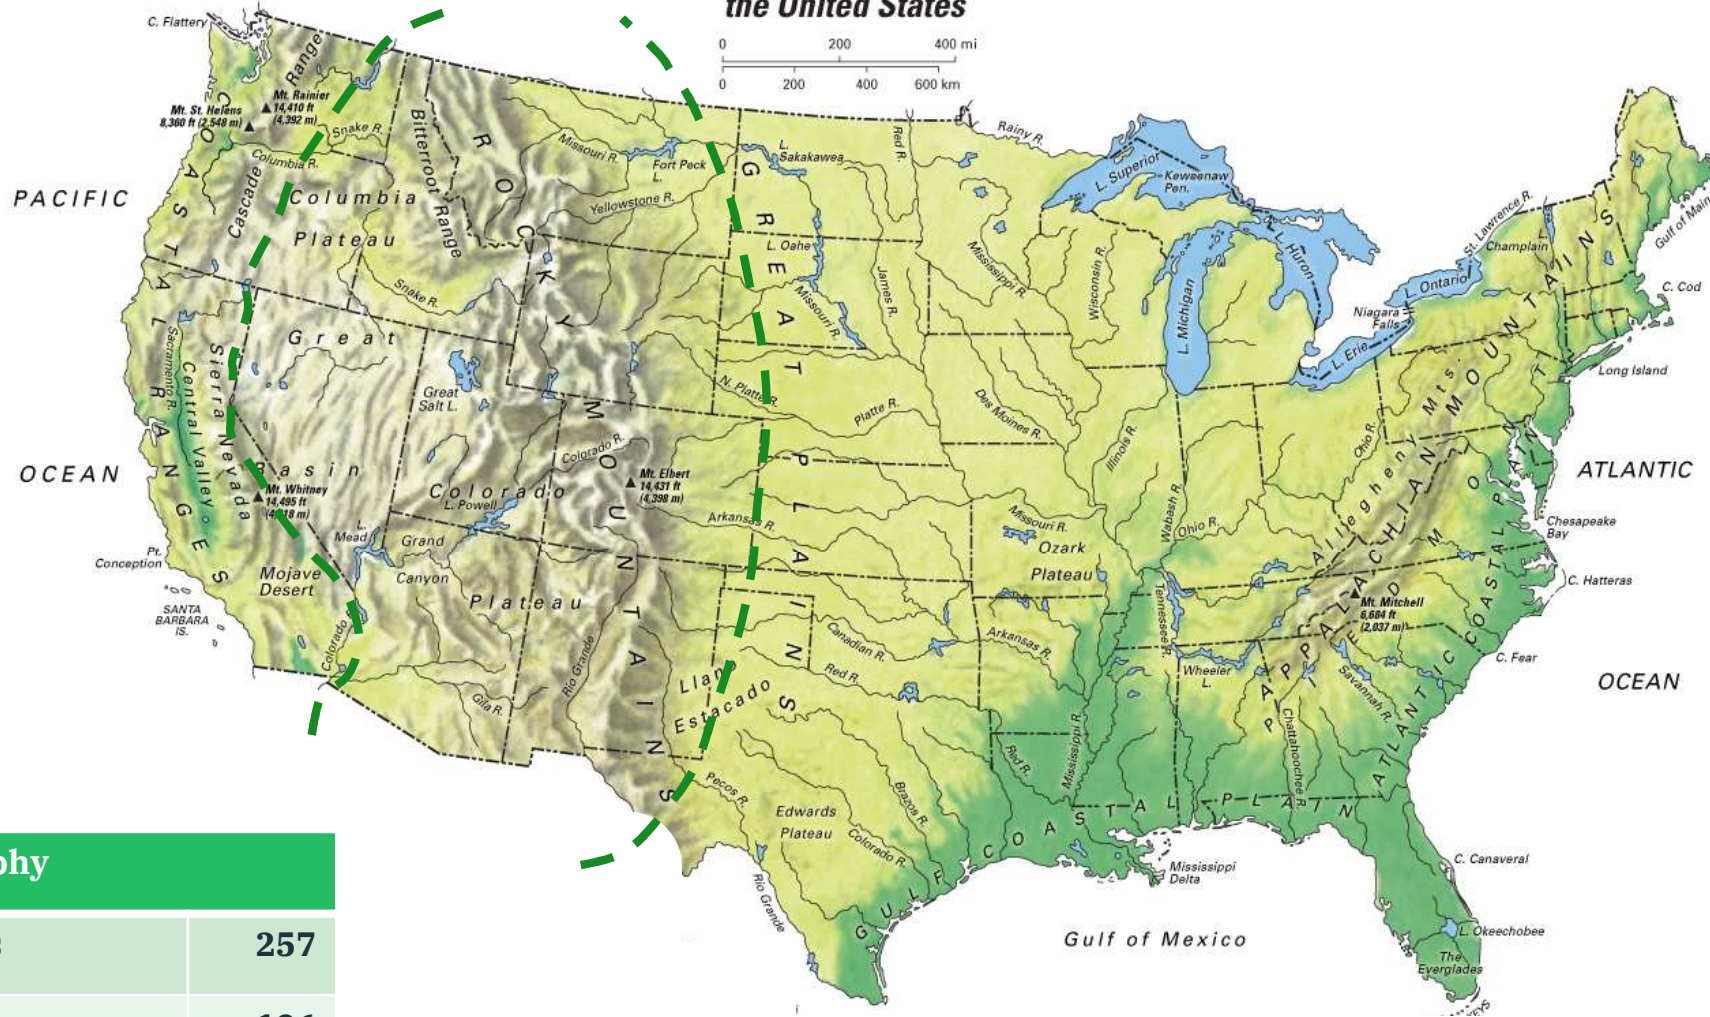 the United States
0 200 400 mi
0 200 400 600 km
C. Flattery
Range
Mt. Rainier
14,410 ft
(4,392 m)
Mt. St. Helens
8,360 ft (2,548 m)
Snake R.
Columbia R.
Cascade
COASTAL RANGES
PACIFIC
OCEAN
Columbia
Plateau
Bitterroot Range
ROCKY MOUNTAINS
Missouri R.
Fort Peck
L.
Yellowstone R.
Snake R.
Great
Basin
Great
Salt L.
Sacramento R.
Central Valley
Sierra Nevada
Mt. Whitney
14,495 ft
Pt.
Conception
SANTA
BARBARA
IS.
Mojave
Desert
L.
Mead
Grand
Canyon
Colorado
L. Powell
Plateau
Colorado R.
Mt. Elbert
14,431 ft
(4,398 m)
Colorado
Gila R.
Rio Grande
GREAT PLAINS
L.
Sakakawea
L. Oahe
Missouri R.
James R.
Red R.
Rainy R.
Mississippi R.
Wisconsin R.
N. Platte R.
Platte R.
Des Moines R.
Illinois R.
Arkansas R.
Missouri R.
Ozark
Plateau
Canadian R.
Arkansas R.
Red R.
Llano
Estacado
Pecos R.
Edwards
Plateau
Brazos R.
Colorado R.
Rio Grande
Red R.
Mississippi R.
L. Superior
Keweenaw
Pen.
L. Michigan
L. Huron
L. Erie
L. Ontario
Niagara
Falls
St. Lawrence R.
L.
Champlain
Gulf of Main
C. Cod
Long Island
ATLANTIC
OCEAN
Chesapeake
Bay
C. Hatteras
C. Fear
Wabash R.
Ohio R.
Ohio R.
Allegheny Mts.
APPALACHIAN MOUNTAINS
PIEDMONT
ATLANTIC COASTAL PLAIN
Mt. Mitchell
6,684 ft
(2,037 m)
Tennessee R.
Wheeler
L.
Savannah R.
Chattahoochee R.
GULF COASTAL PLAIN
Mississippi
Delta
Gulf of Mexico
C. Canaveral
L. Okeechobee
The
Everglades
phy
257